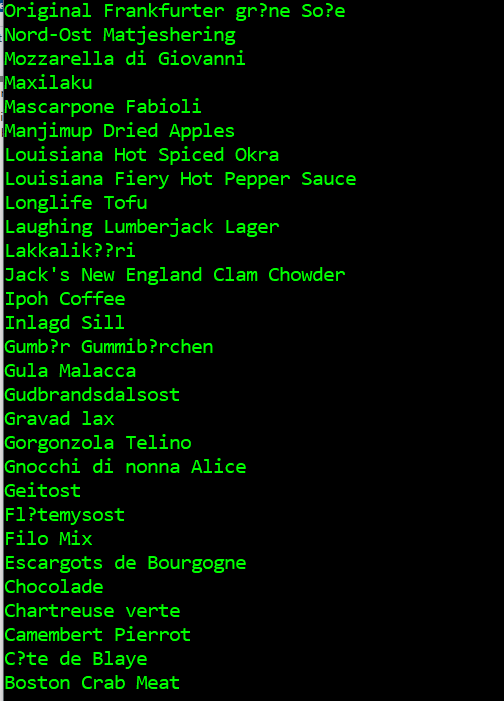 Original Frankfurter gr?ne So?e
Nord-Ost Matjeshering
Mozzarella di Giovanni
Maxilaku
Mascarpone Fabioli
Manjimup Dried Apples
Louisiana Hot Spiced Okra
Louisiana Fiery Hot Pepper Sauce
Longlife Tofu
Laughing Lumberjack Lager
Lakkalik??ri
Jack's New England Clam Chowder
Ipoh Coffee
Inlagd Sill
Gumb?r Gummib?rchen
Gula Malacca
Gudbrandsdalsost
Gravad lax
Gorgonzola Telino
Gnocchi di nonna Alice
Geitost
Fl?temysost
Filo Mix
Escargots de Bourgogne
Chocolade
Chartreuse verte
Camembert Pierrot
C?te de Blaye
Boston Crab Meat